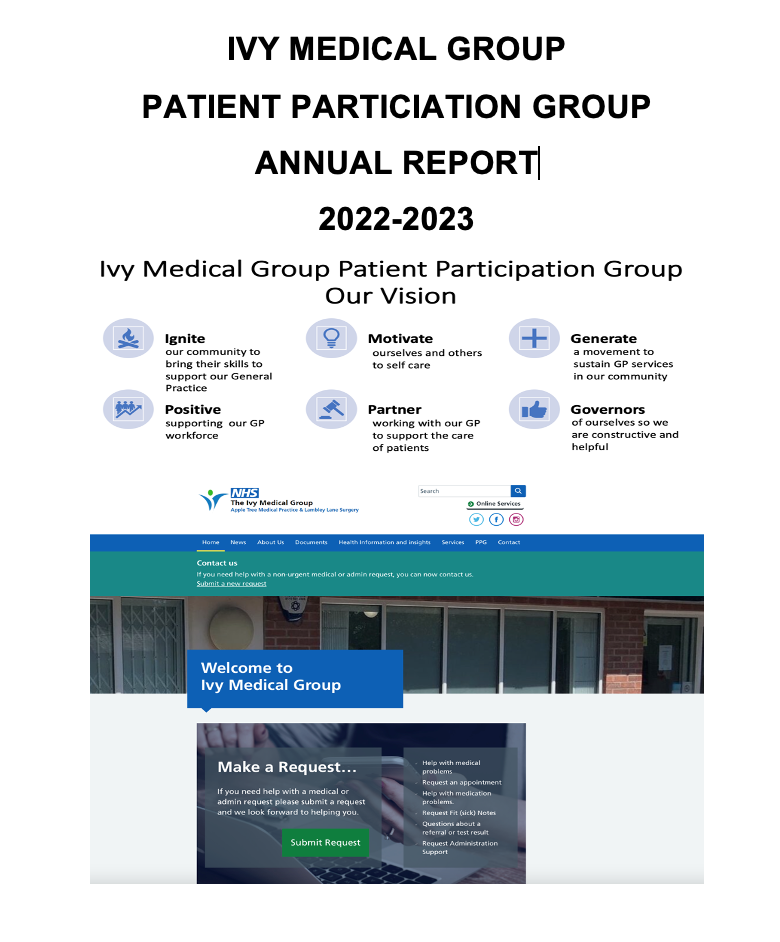 IVY MEDICAL GROUP
PATIENT PARTICIATION GROUP
ANNUAL REPORT
2022-2023
Ivy Medical Group Patient Participation Group
Our Vision
Ignite
our community to
bring their skills to
support our General
Practice
Motivate
ourselves and others
to self care
Generate
a movement to
sustain GP services
in our community
Positive
supporting our GP
workforce
Partner
working with our GP
to support the care
of patients
Governors
of ourselves so we
are constructive and
helpful
NHS
The Ivy Medical Group
Apple Tree Medical Practice & Lambley Lane Surgery
Search
Online Services
Home News About Us Documents Health Information and insights Services PPG Contact
Contact us
If you need help with a non-urgent medical or admin request, you can now contact us.
Submit a new request
Welcome to
Ivy Medical Group
Make a Request...
If you need help with a medical or
admin request please submit a request
and we look forward to helping you.
Submit Request
Help with medical
problems
Request an appointment
Help with medication
problems.
Request Fit (sick) Notes
Questions about a
referral or test result
Request Administration
Support